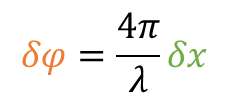 δφ = 4π/λ δx